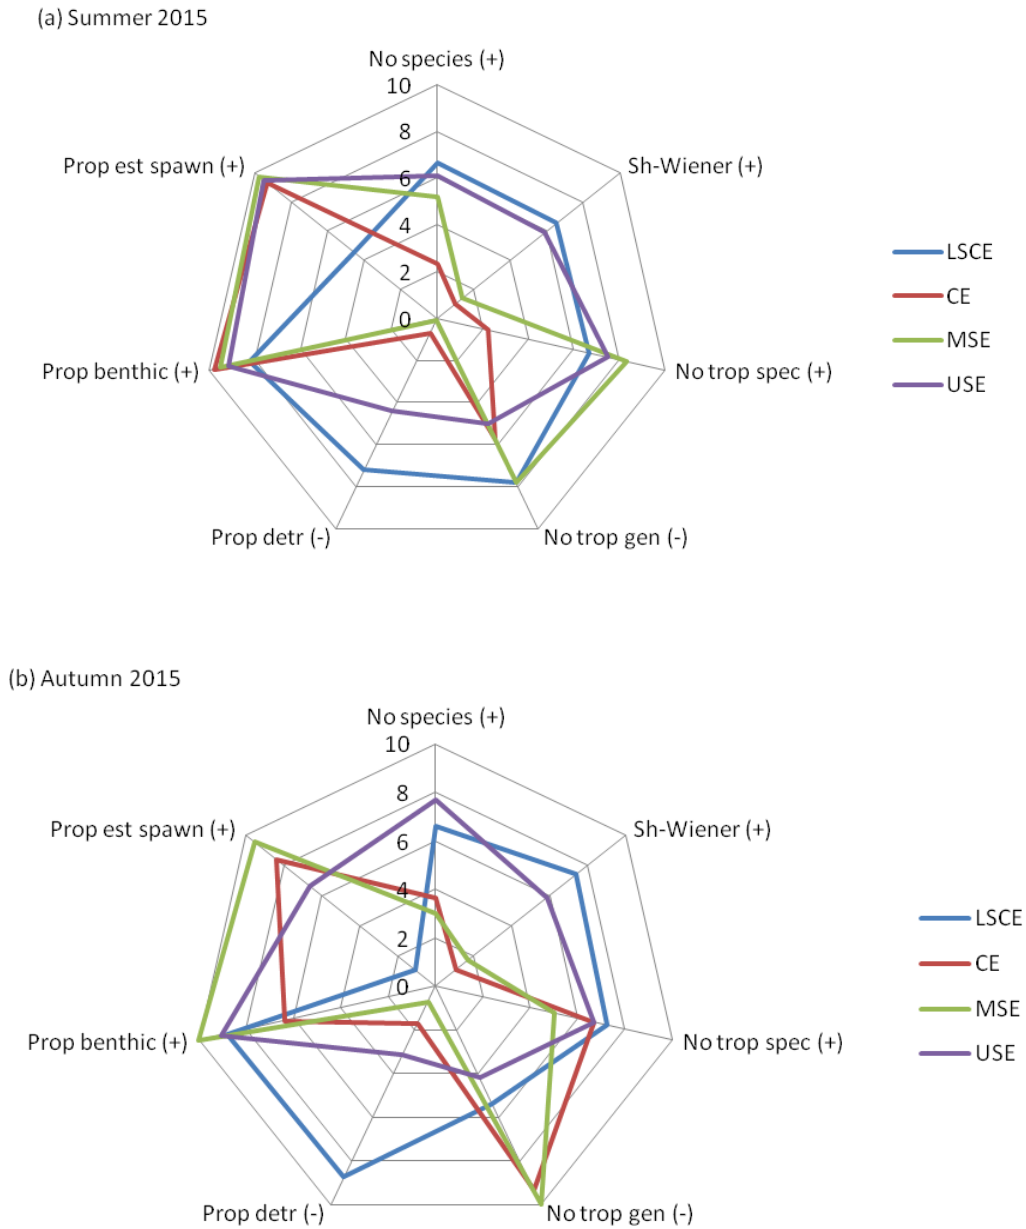 (a) Summer 2015
No species (+)
10
8
6
4
2
0
Sh-Wiener (+)
No trop spec (+)
No trop gen (-)
Prop detr (-)
Prop benthic (+)
Prop est spawn (+)
LSCE
CE
MSE
USE
(b) Autumn 2015
No species (+)
10
8
6
4
2
0
Sh-Wiener (+)
No trop spec (+)
No trop gen (-)
Prop detr (-)
Prop benthic (+)
Prop est spawn (+)
LSCE
CE
MSE
USE